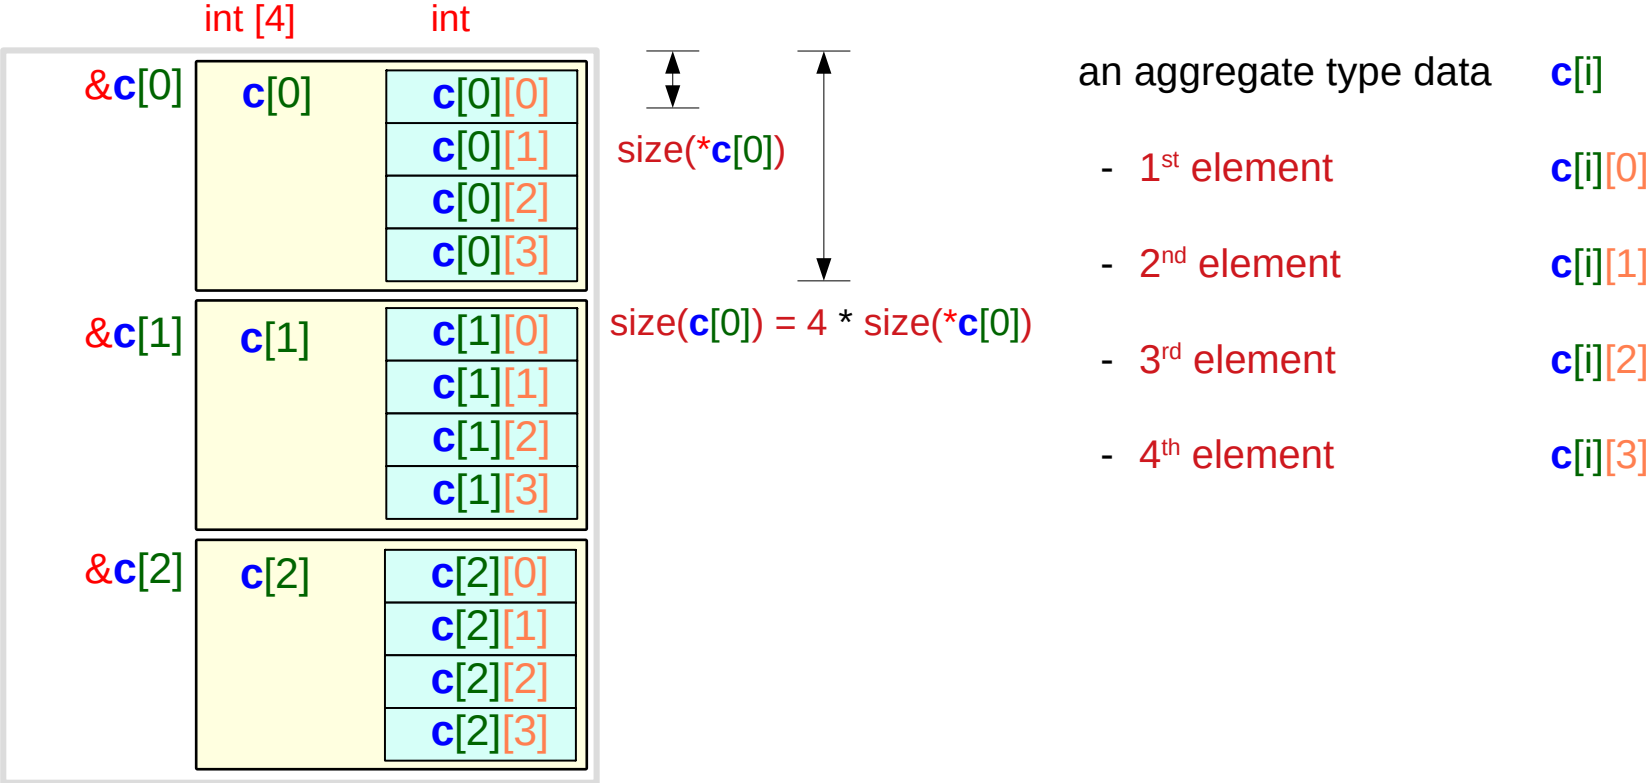 int [4] int
&c[0] c[0] c[0][0]
c[0][1]
c[0][2]
c[0][3]
&c[1] c[1] c[1][0]
c[1][1]
c[1][2]
c[1][3]
&c[2] c[2] c[2][0]
c[2][1]
c[2][2]
c[2][3]
size(*c[0])
size(c[0]) = 4 * size(*c[0])
an aggregate type data c[i]
- 1st element c[i][0]
- 2nd element c[i][1]
- 3rd element c[i][2]
- 4th element c[i][3]